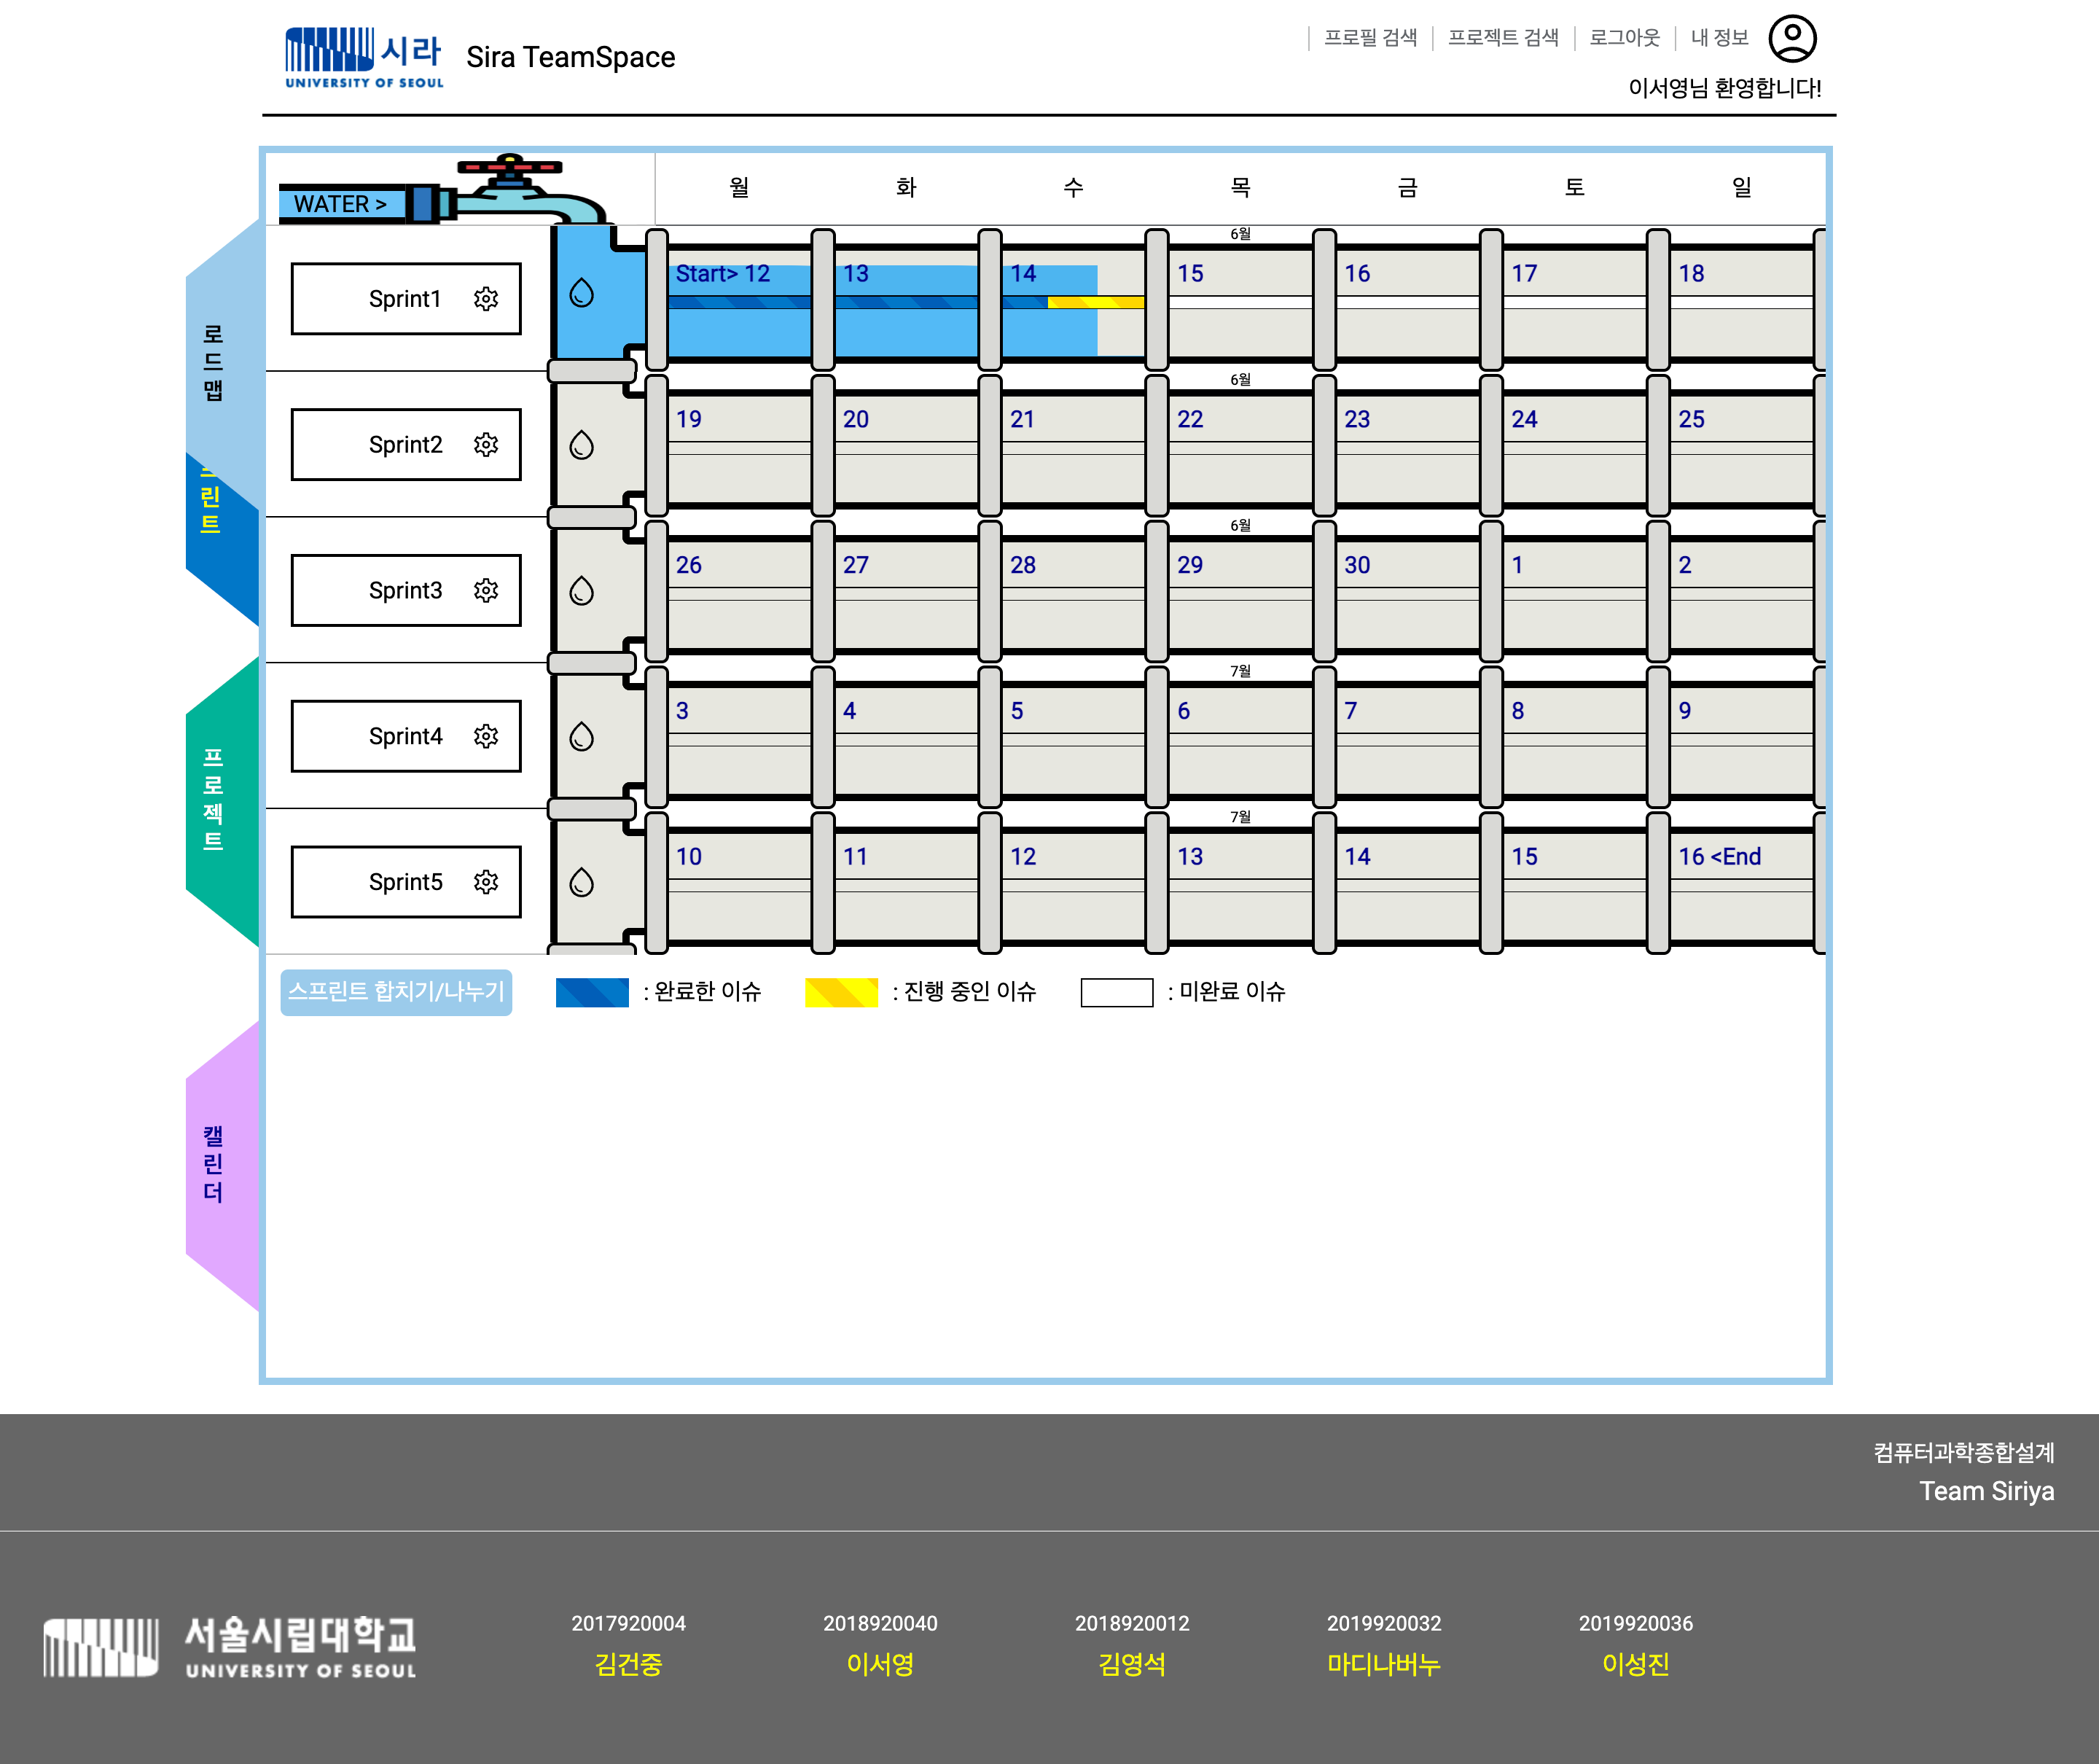 시라
UNIVERSITY OF SEOUL
Sira TeamSpace
프로필 검색
프로젝트 검색
로그아웃
내 정보
이서영님 환영합니다!
WATER >
월 화 수 목 금 토 일
로드맵
프린트
프로젝트
캘린더
6월
Sprint1
Start> 12 13 14 15 16 17 18
6월
Sprint2
19 20 21 22 23 24 25
6월
Sprint3
26 27 28 29 30 1 2
7월
Sprint4
3 4 5 6 7 8 9
7월
Sprint5
10 11 12 13 14 15 16 <End
스프린트 합치기/나누기
: 완료한 이슈
: 진행 중인 이슈
: 미완료 이슈
컴퓨터과학종합설계
Team Siriya
서울시립대학교
UNIVERSITY OF SEOUL
2017920004
김건중
2018920040
이서영
2018920012
김영석
2019920032
마디나버누
2019920036
이성진